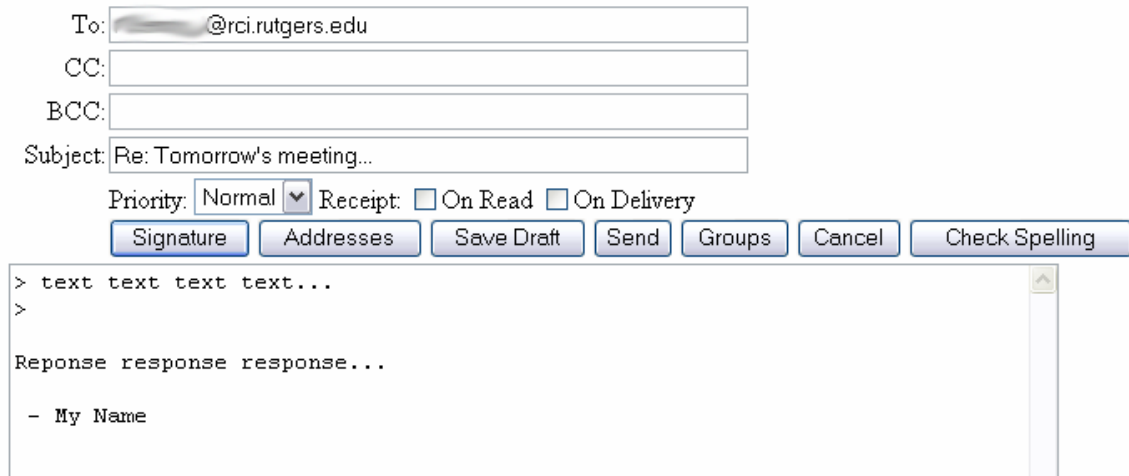 To: @rci.rutgers.edu
CC:
BCC:
Subject: Re: Tomorrow's meeting...
Priority: Normal Receipt: On Read On Delivery
Signature Addresses Save Draft Send Groups Cancel Check Spelling
> text text text text...
>
Reponse response response...
- My Name